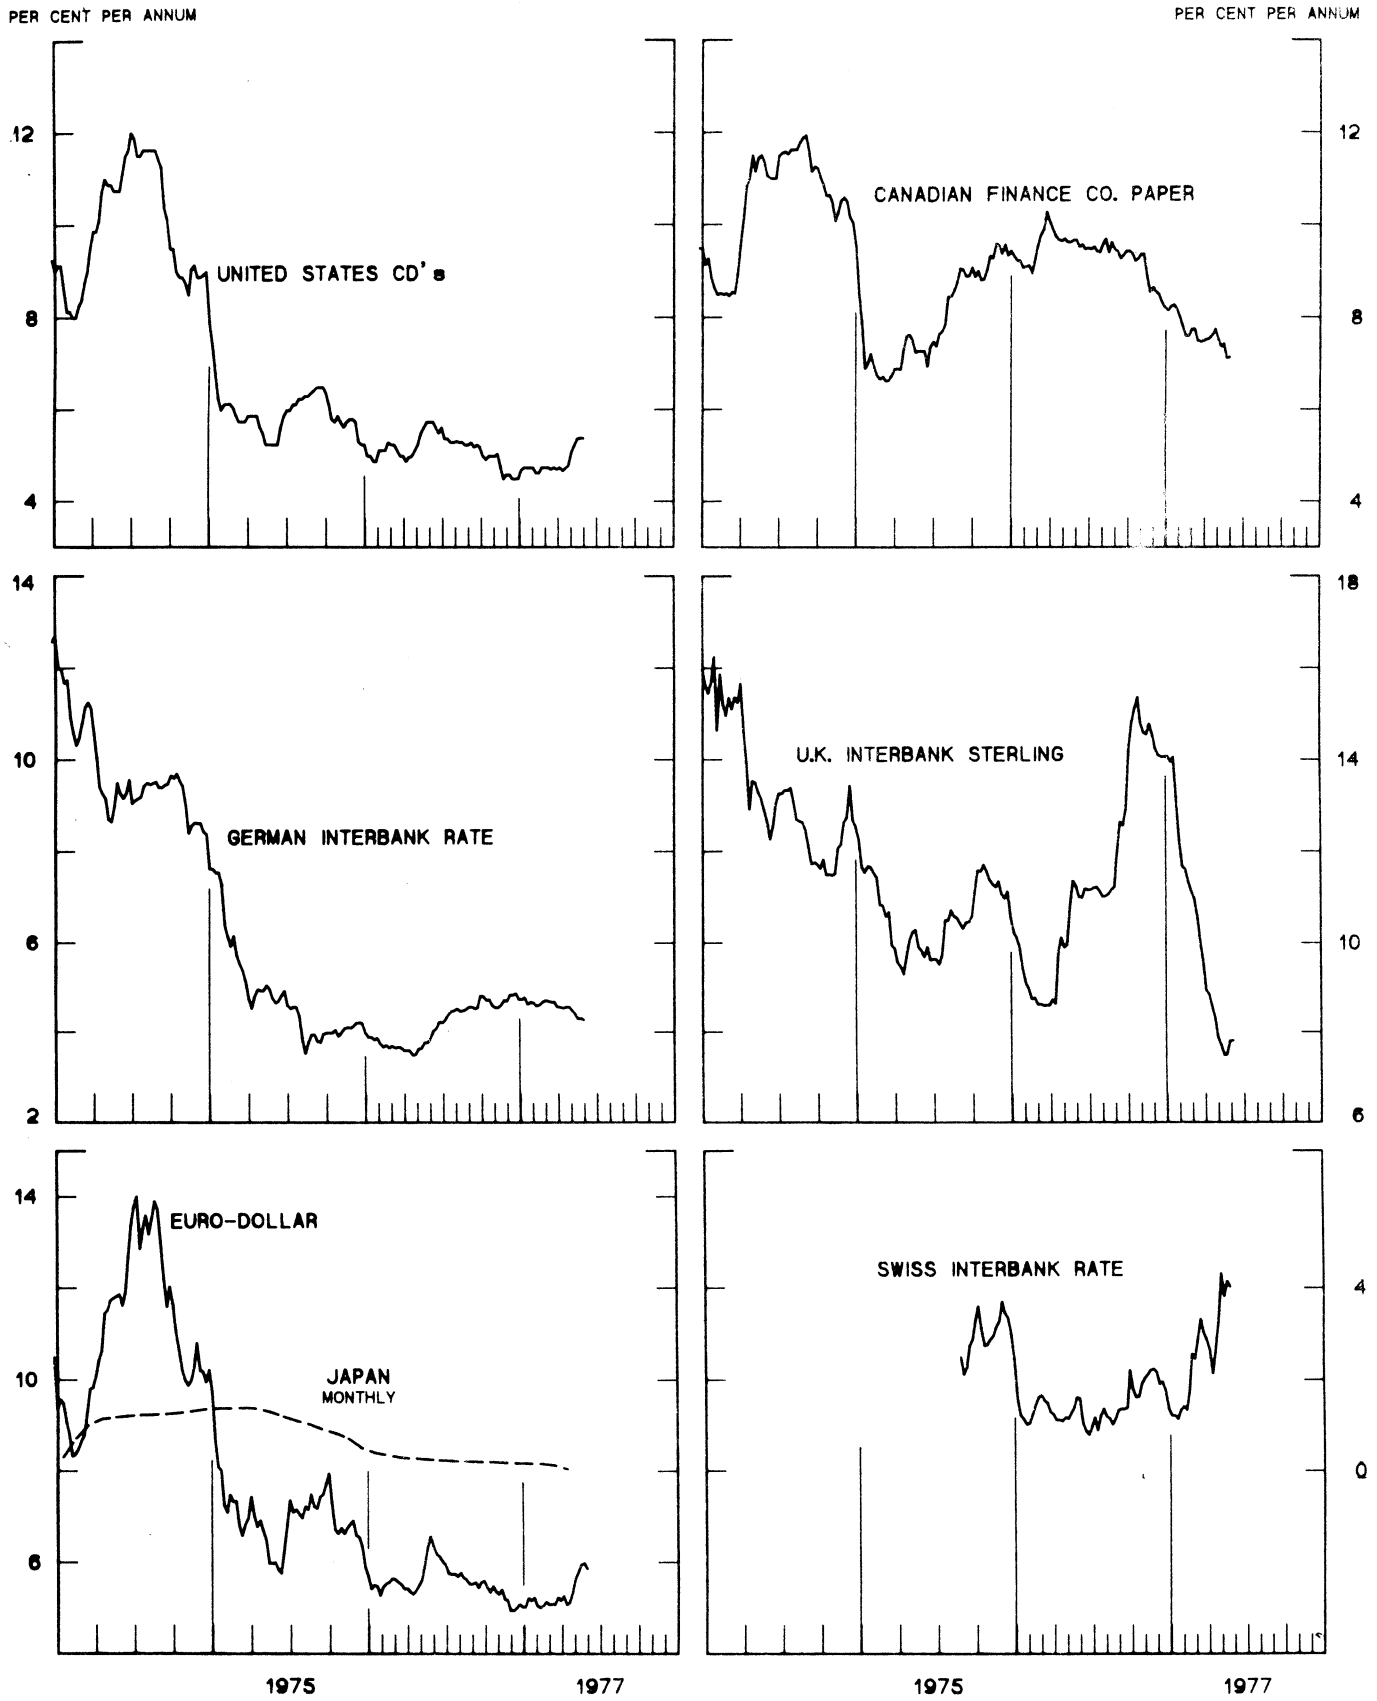 PER CENT PER ANNUM
PER CENT PER ANNUM
12
8
4
UNITED STATES CD's
CANADIAN FINANCE CO. PAPER
12
8
4
14
10
6
2
GERMAN INTERBANK RATE
U.K. INTERBANK STERLING
18
14
10
6
14
10
6
EURO-DOLLAR
JAPAN
MONTHLY
SWISS INTERBANK RATE
4
0
1975
1977
1975
1977